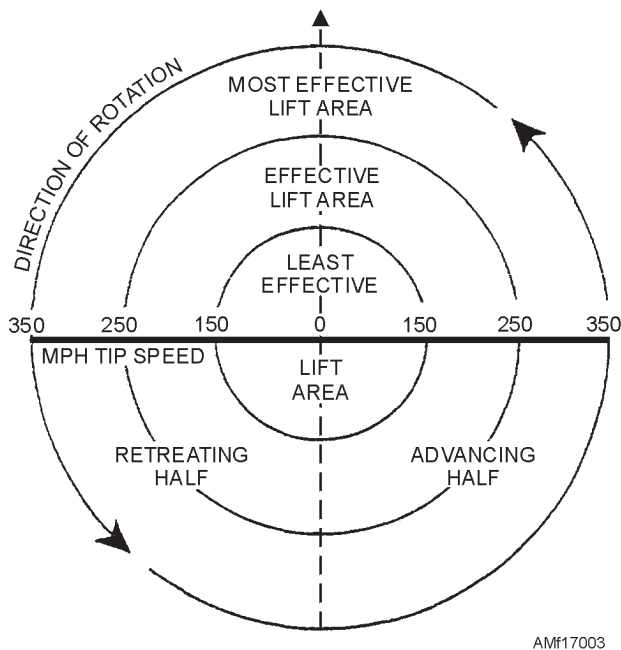 DIRECTION OF ROTATION
MOST EFFECTIVE
LIFT AREA
EFFECTIVE
LIFT AREA
LEAST
EFFECTIVE
350 250 150 0 150 250 350
MPH TIP SPEED
LIFT
AREA
RETREATING
HALF
ADVANCING
HALF
AMf17003